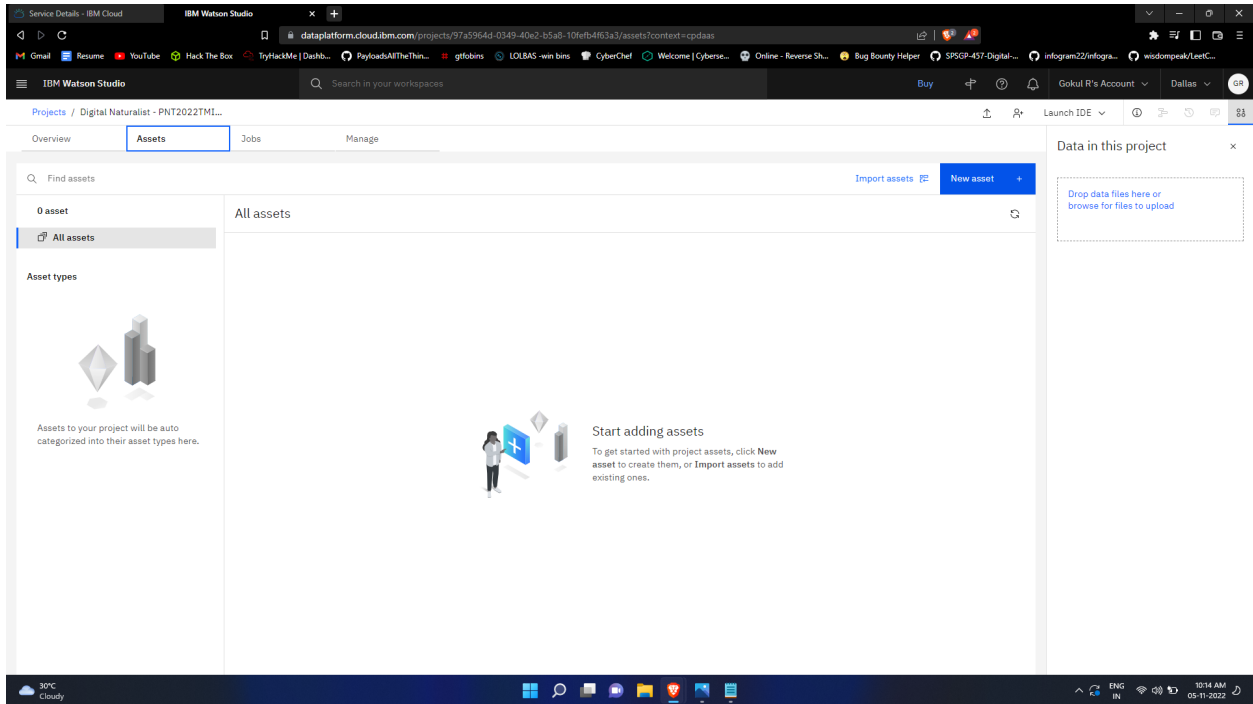 Service Details - IBM Cloud
IBM Watson Studio
dataplatform.cloud.ibm.com/projects/97a5964d-0349-40e2-b5a8-10fefb4f63a3/assets?context=cpdaas
Gmail Resume YouTube Hack The Box TryHackMe | Dashb... PayloadsAllTheThin... gtfobins LOLBAS -win bins CyberChef Welcome | Cyberse... Online - Reverse Sh... Bug Bounty Helper SPSGP-457-Digital-... infogram22/infogra... wisdompeak/LeetC...
IBM Watson Studio
Search in your workspaces
Buy
Gokul R's Account
Dallas
GR
Projects / Digital Naturalist - PNT2022TMI...
Launch IDE
Overview Assets Jobs Manage
Data in this project
Find assets
Import assets
New asset +
Drop data files here or
browse for files to upload
0 asset
All assets
All assets
Asset types
Assets to your project will be auto
categorized into their asset types here.
Start adding assets
To get started with project assets, click New
asset to create them, or Import assets to add
existing ones.
30°C
Cloudy
ENG
IN
10:14 AM
05-11-2022